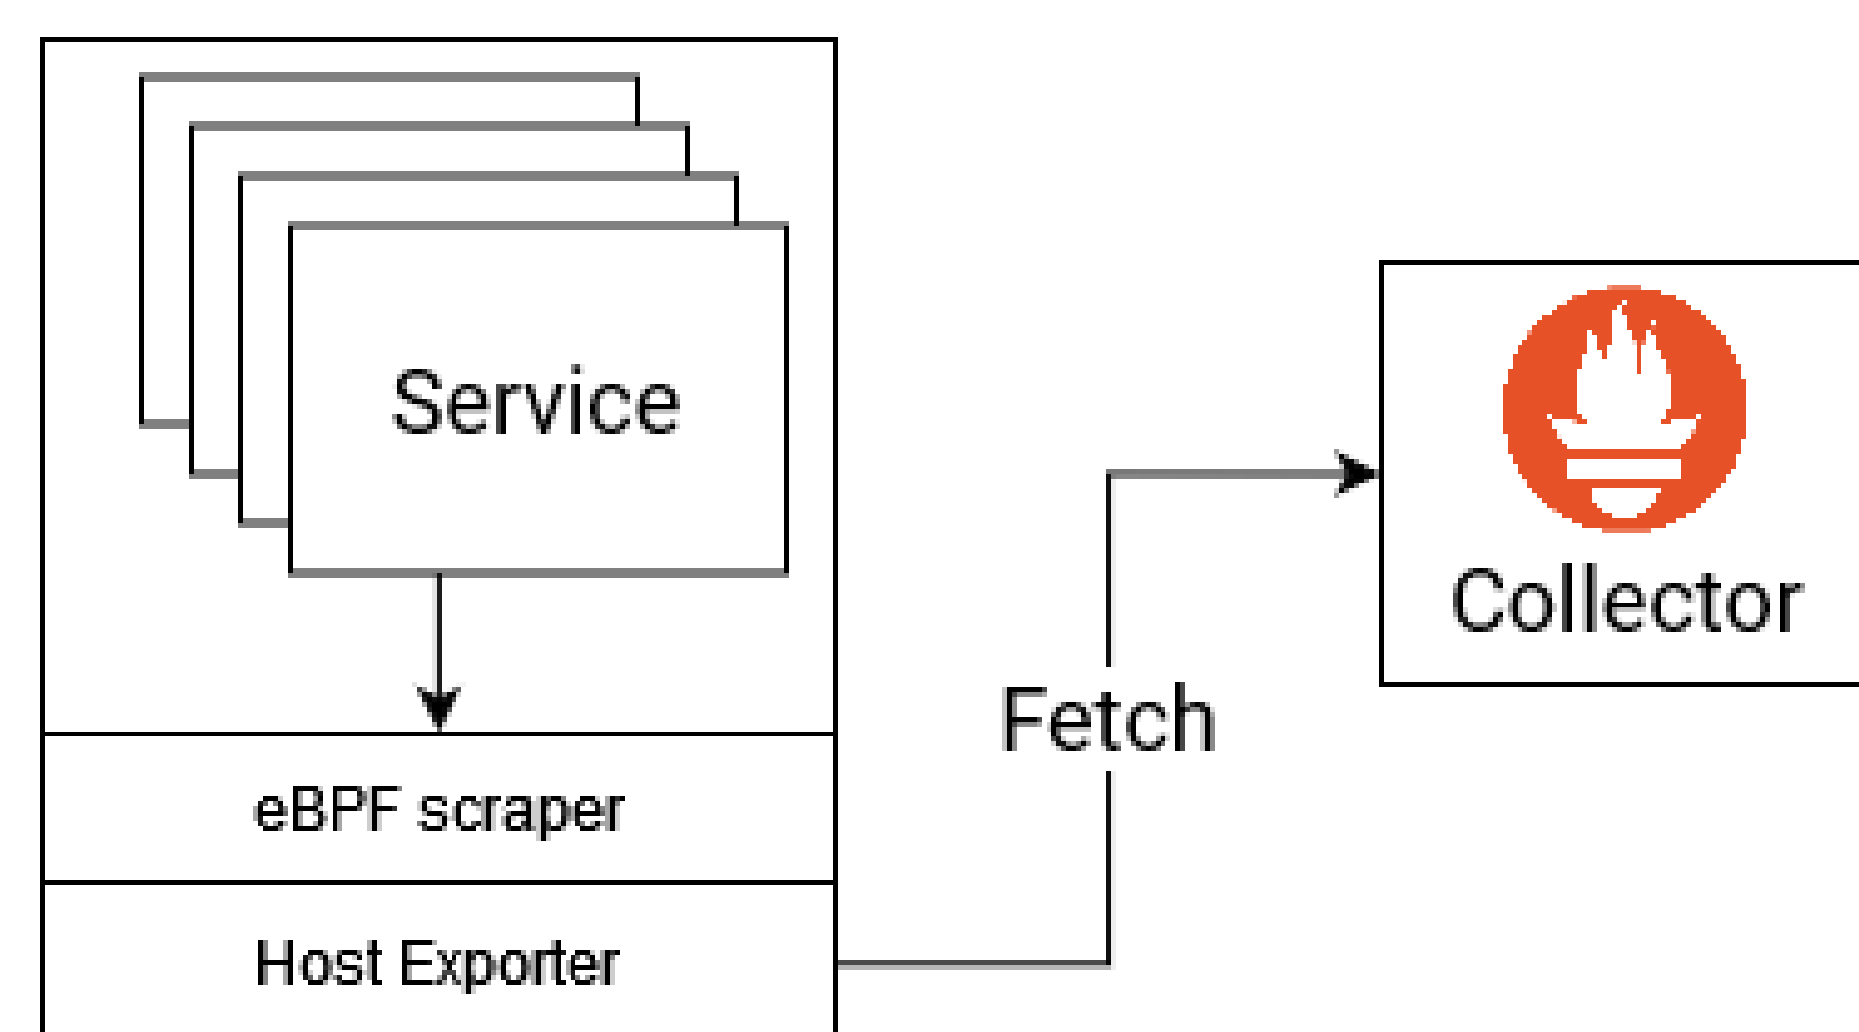 Service
Collector
Fetch
eBPF scraper
Host Exporter